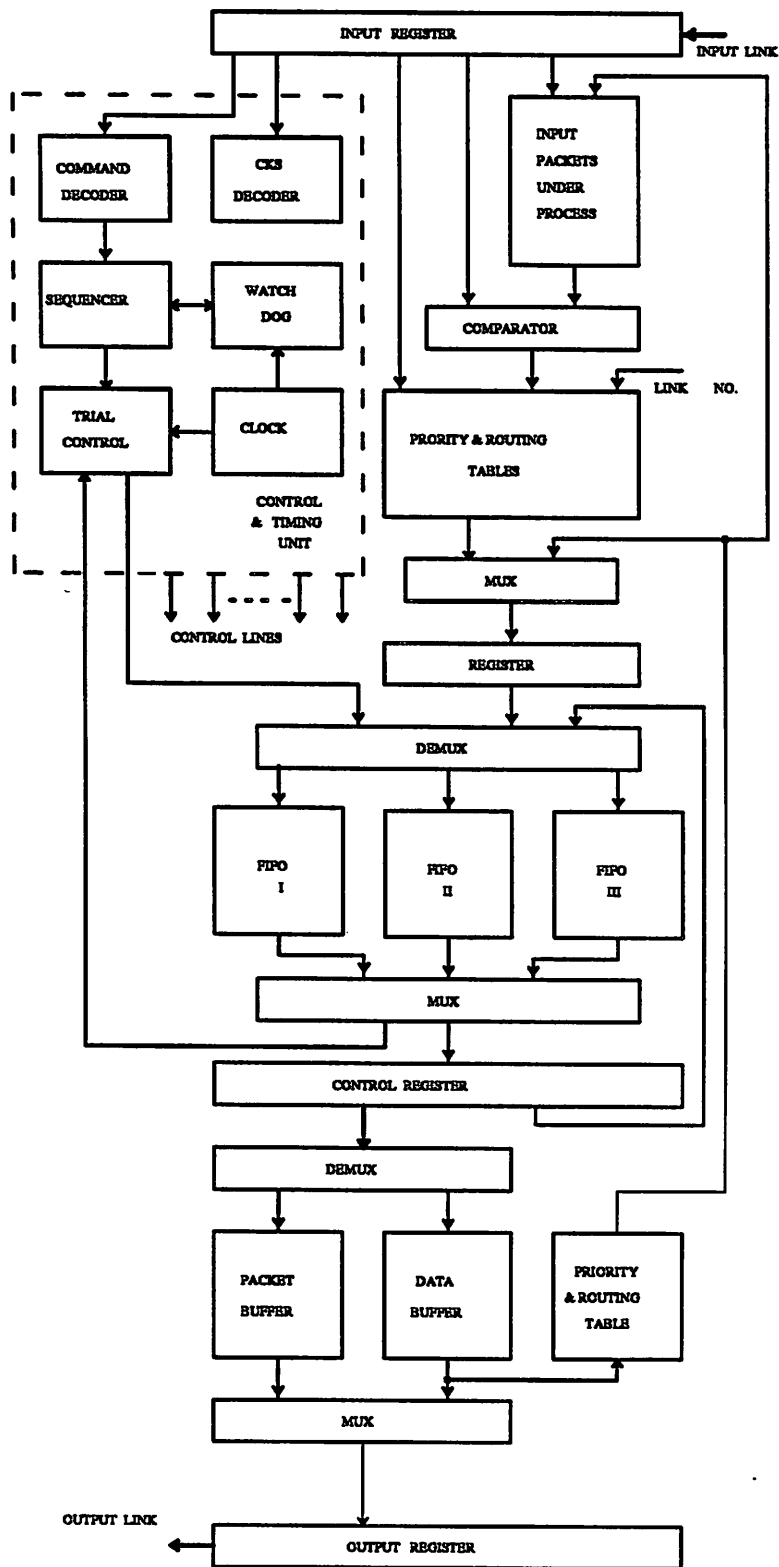 INPUT REGISTER
INPUT LINK
COMMAND
DECODER
CKS
DECODER
INPUT
PACKETS
UNDER
PROCESS
SEQUENCER
WATCH
DOG
COMPARATOR
LINK NO.
TRIAL
CONTROL
CLOCK
PRORITY & ROUTING
TABLES
CONTROL
& TIMING
UNIT
MUX
CONTROL LINES
REGISTER
DEMUX
FIFO
I
FIFO
II
FIFO
III
MUX
CONTROL REGISTER
DEMUX
PACKET
BUFFER
DATA
BUFFER
PRIORITY
& ROUTING
TABLE
MUX
OUTPUT LINK
OUTPUT REGISTER